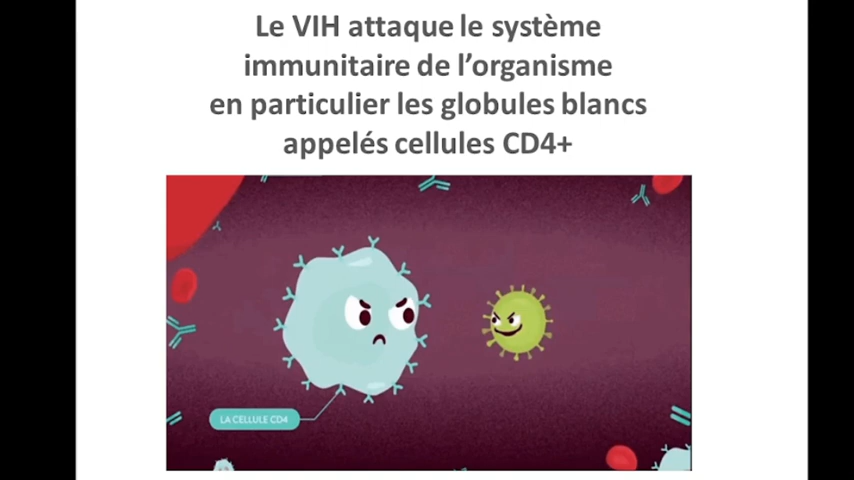 Le VIH attaque le système
immunitaire de l’organisme
en particulier les globules blancs
appelés cellules CD4+
LA CELLULE CD4